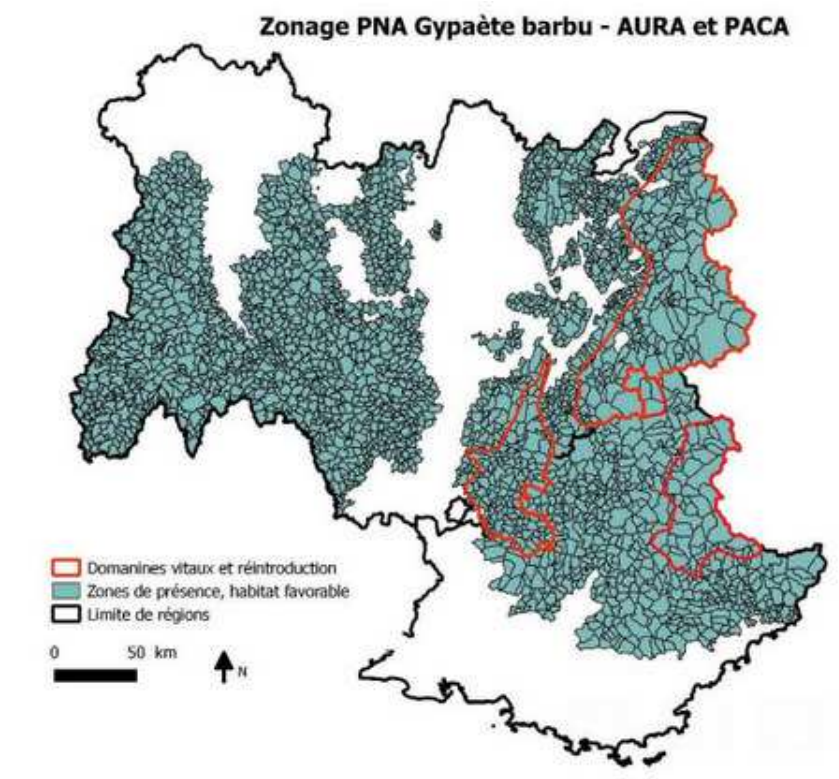 Zonage PNA Gypaète barbu - AURA et PACA
Domanines vitaux et réintroduction
Zones de présence, habitat favorable
Limite de régions
0 50 km
N